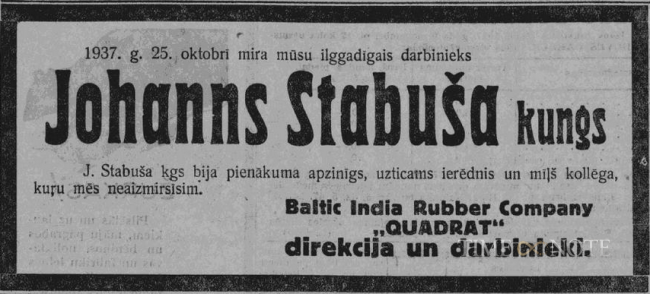 1937. g. 25. oktobrī mira mūsu ilggadīgais darbinieks
Johanns Stabuša kungs
J. Stabuša kgs bija pienākuma apzinīgs, uzticams ierēdnis un mīļš kollēga,
kuŗu mēs neaizmirsīsim.
Baltic India Rubber Company
„QUADRAT“
direkcija un darbinieki.